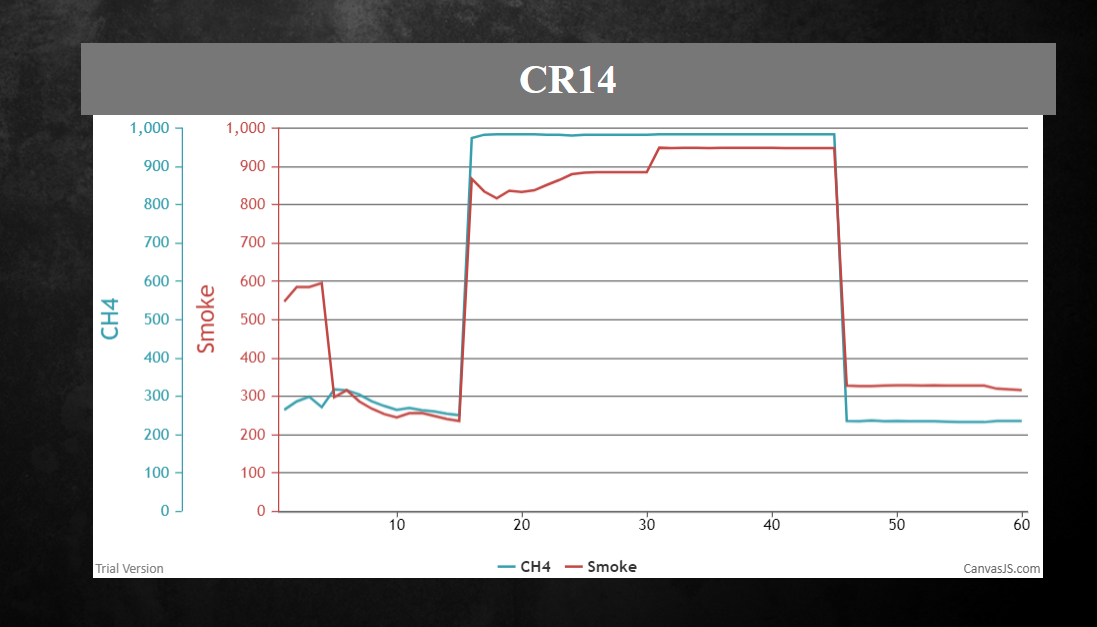 CR14
1,000 1,000
900 900
800 800
700 700
600 600
500 500
400 400
300 300
200 200
100 100
0 0
CH4
Smoke
10 20 30 40 50 60
CH4 Smoke
Trial Version
CanvasJS.com